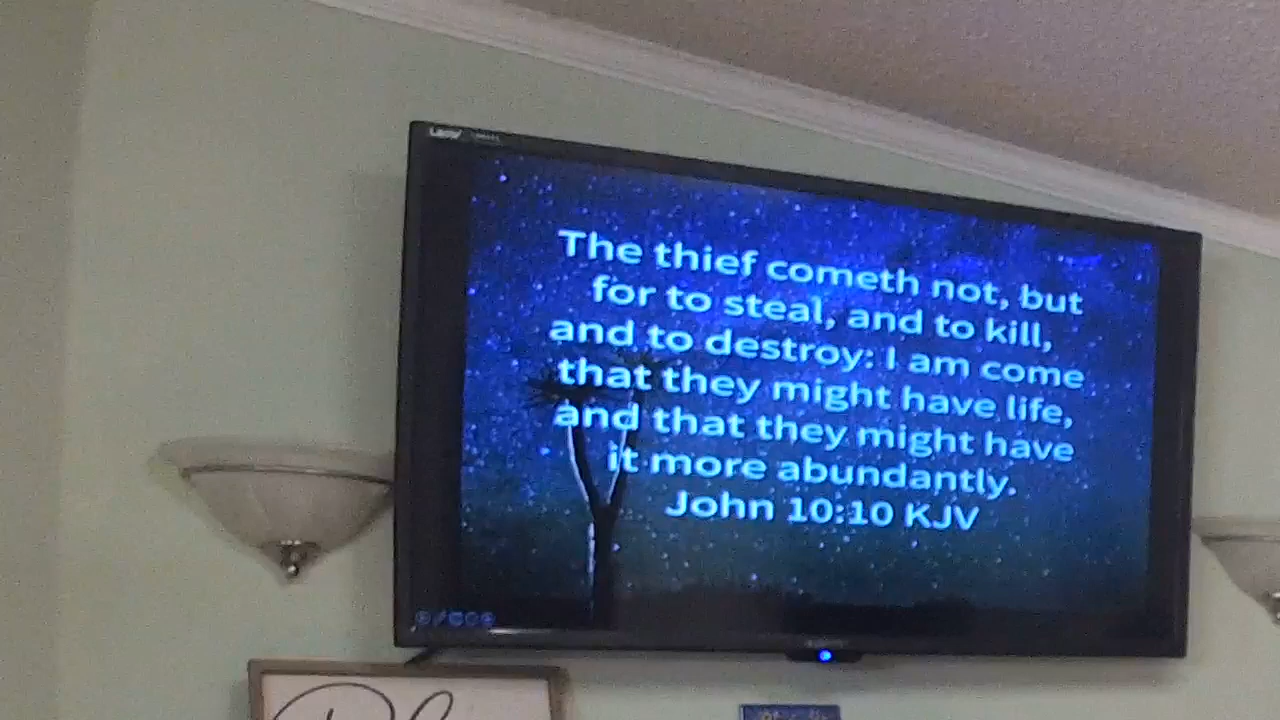 The thief cometh not, but
for to steal, and to kill,
and to destroy: I am come
that they might have life,
and that they might have
it more abundantly.
John 10:10 KJV